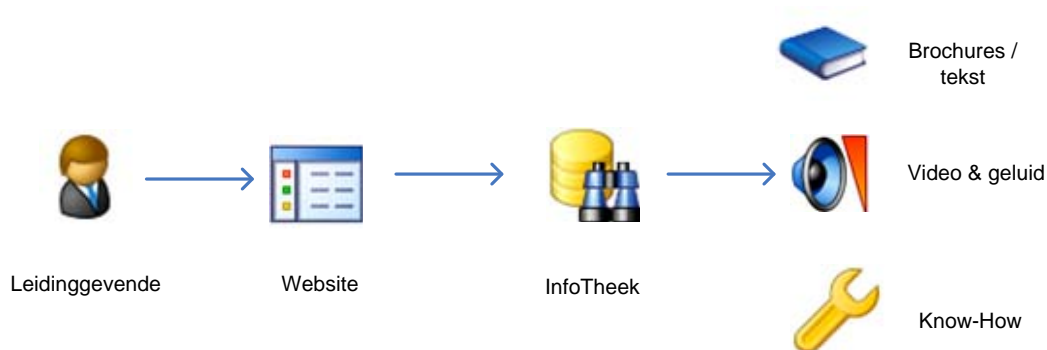 Brochures /
tekst
Video & geluid
Leidinggevende
Website
InfoTheek
Know-How